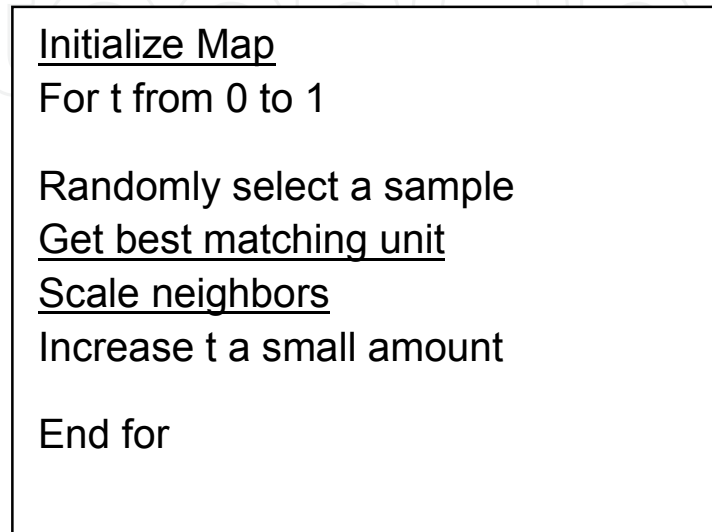 Initialize Map
For t from 0 to 1
Randomly select a sample
Get best matching unit
Scale neighbors
Increase t a small amount
End for